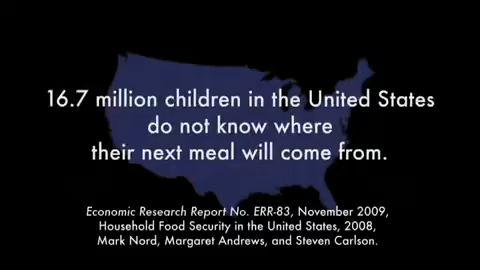 16.7 million children in the United States
do not know where
their next meal will come from.
Economic Research Report No. ERR-83, November 2009,
Household Food Security in the United States, 2008,
Mark Nord, Margaret Andrews, and Steven Carlson.